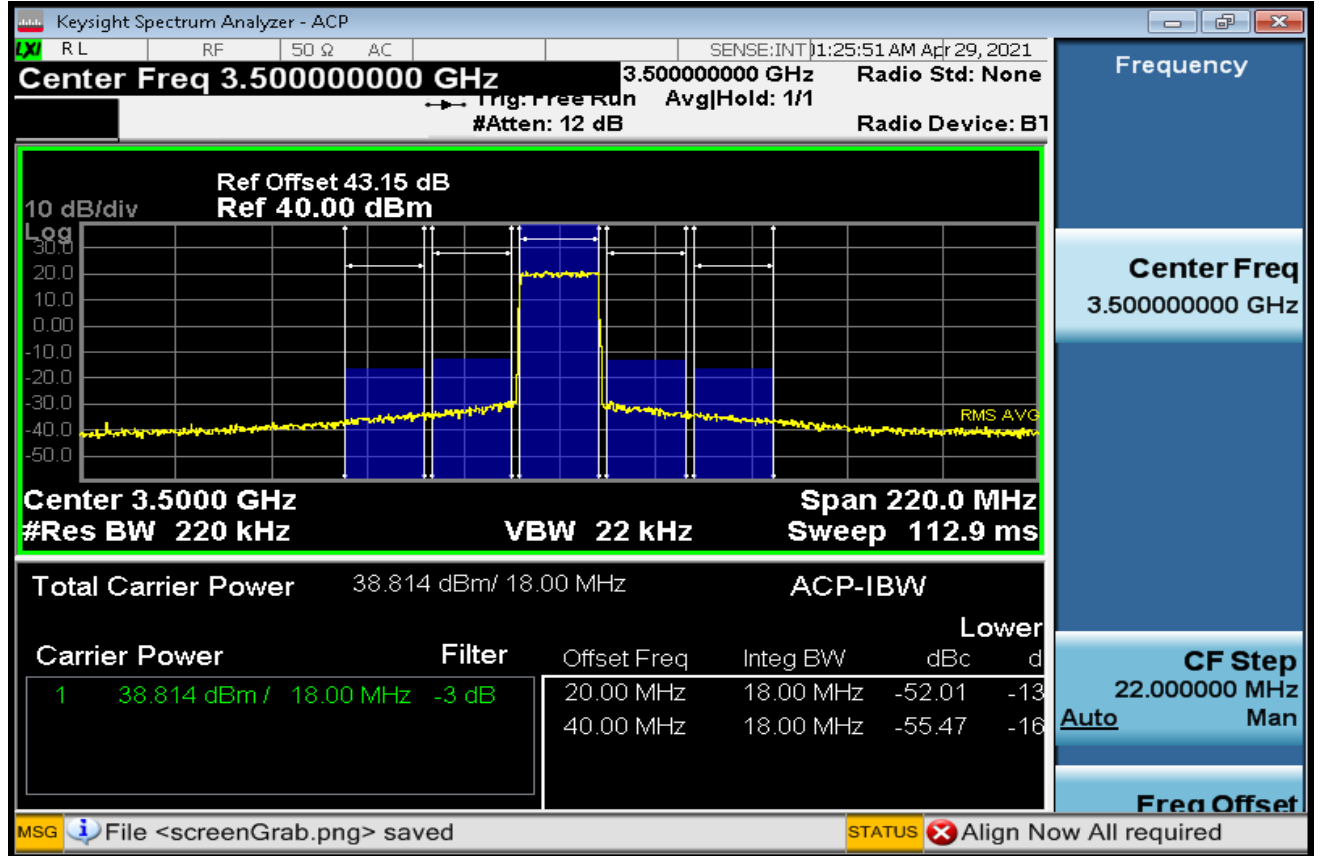 Keysight Spectrum Analyzer - ACP
LXI RL RF 50 Ω AC SENSE:INT 01:25:51 AM Apr 29, 2021
Center Freq 3.500000000 GHz 3.500000000 GHz Radio Std: None
Trig: Free Run Avg|Hold: 1/1
#Atten: 12 dB Radio Device: BT
Frequency
Ref Offset 43.15 dB
10 dB/div Ref 40.00 dBm
Log
30.0
20.0
10.0
0.00
-10.0
-20.0
-30.0
-40.0
-50.0
RMS AVG
Center 3.5000 GHz Span 220.0 MHz
#Res BW 220 kHz VBW 22 kHz Sweep 112.9 ms
Total Carrier Power 38.814 dBm/ 18.00 MHz ACP-IBW
Lower
Carrier Power Filter Offset Freq Integ BW dBc d
1 38.814 dBm / 18.00 MHz -3 dB 20.00 MHz 18.00 MHz -52.01 -13
40.00 MHz 18.00 MHz -55.47 -16
Center Freq
3.500000000 GHz
CF Step
22.000000 MHz
Auto Man
Freq Offset
MSG File <screenGrab.png> saved STATUS Align Now All required